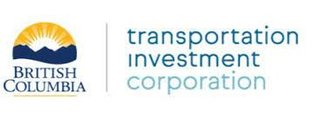 BRITISH
COLUMBIA
transportation
investment
corporation